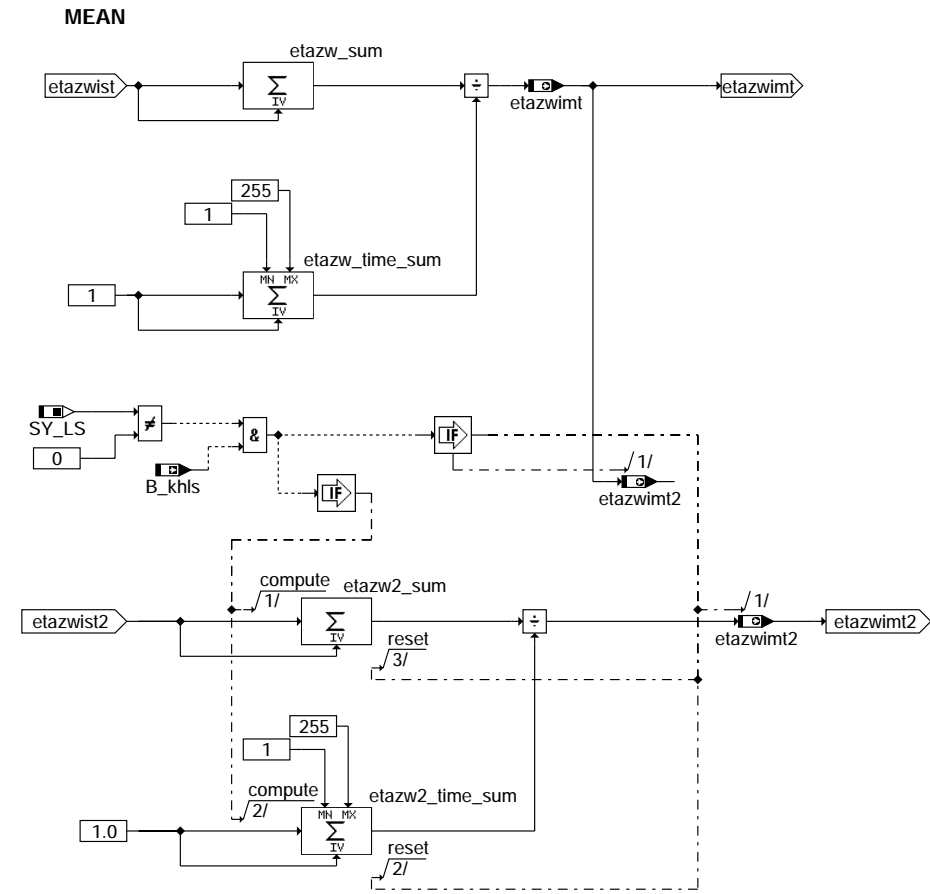 MEAN
etazw_sum
etazwist
Σ
IV
÷
etazwimt
etazwimt
255
1
etazw_time_sum
MN MX
1
Σ
IV
SY_LS
≠
0
&
B_khls
IF
IF
/1/
etazwimt2
compute
1/
etazw2_sum
etazwist2
Σ
IV
÷
/1/
etazwimt2
etazwimt2
reset
3/
255
1
compute
2/
etazw2_time_sum
MN MX
1.0
Σ
IV
reset
2/